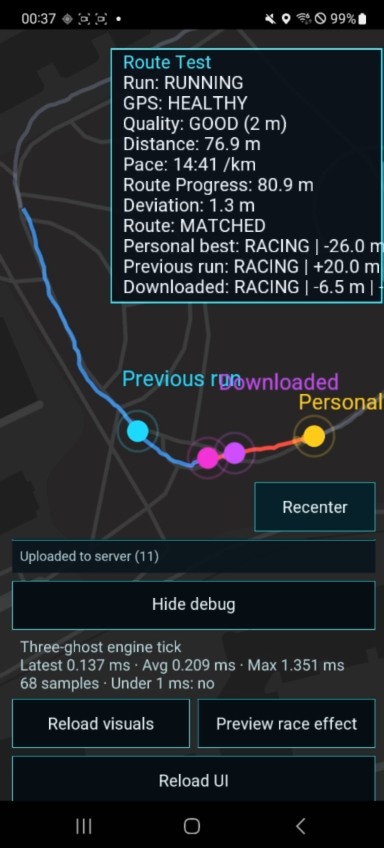 00:37 99%
Route Test
Run: RUNNING
GPS: HEALTHY
Quality: GOOD (2 m)
Distance: 76.9 m
Pace: 14:41 /km
Route Progress: 80.9 m
Deviation: 1.3 m
Route: MATCHED
Personal best: RACING | -26.0 m
Previous run: RACING | +20.0 m
Downloaded: RACING | -6.5 m | -
Previous run Downloaded
Personal
Recenter
Uploaded to server (11)
Hide debug
Three-ghost engine tick
Latest 0.137 ms · Avg 0.209 ms · Max 1.351 ms
68 samples · Under 1 ms: no
Reload visuals Preview race effect
Reload UI